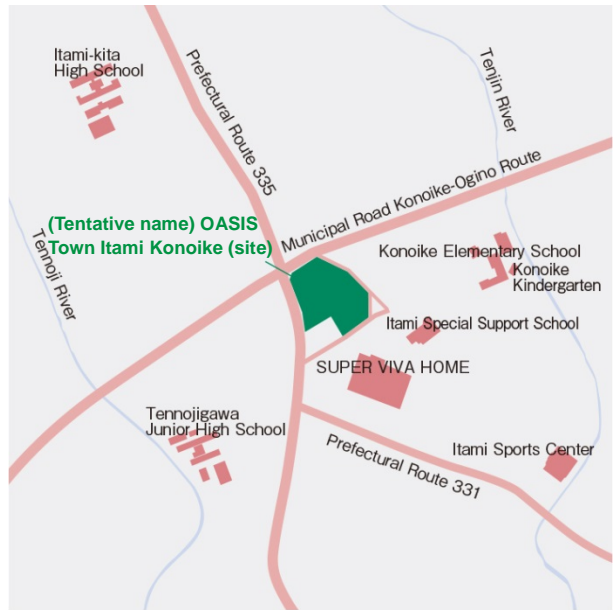 Itami-kita
High School
Prefectural Route 335
Tenjin River
Municipal Road Konoike-Ogino Route
(Tentative name) OASIS
Town Itami Konoike (site)
Tennoji River
Konoike Elementary School
Konoike
Kindergarten
Itami Special Support School
SUPER VIVA HOME
Tennojigawa
Junior High School
Prefectural Route 331
Itami Sports Center